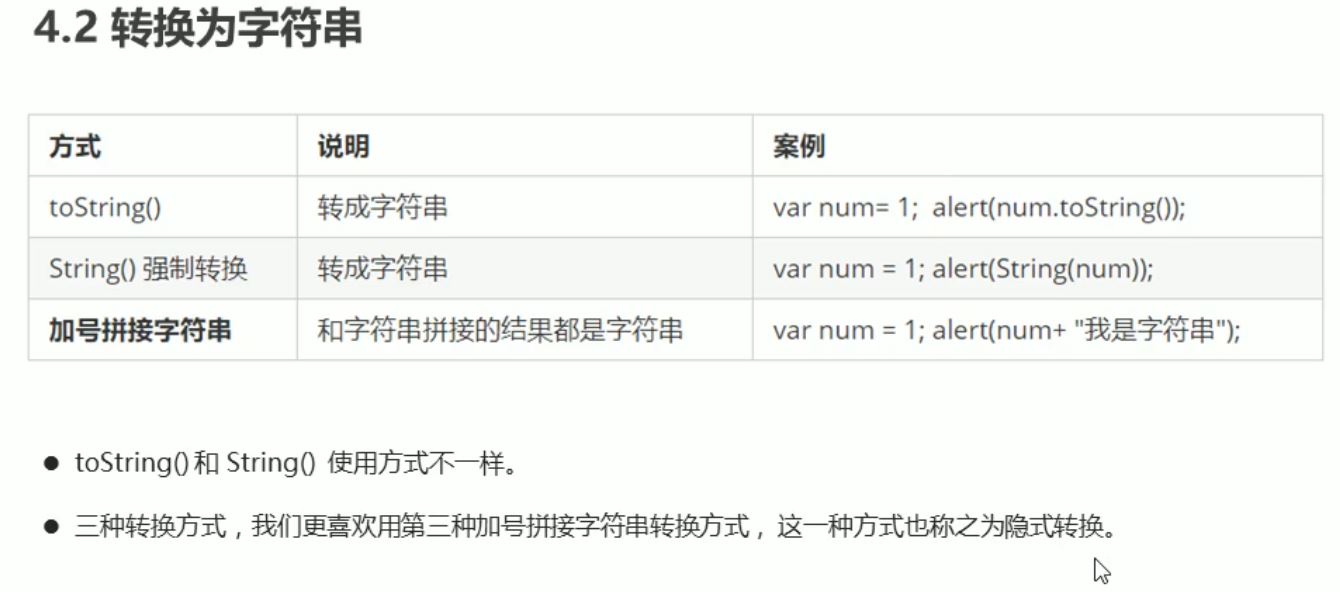 4.2 转换为字符串
方式 说明 案例
toString() 转成字符串 var num= 1; alert(num.toString());
String() 强制转换 转成字符串 var num = 1; alert(String(num));
加号拼接字符串 和字符串拼接的结果都是字符串 var num = 1; alert(num+ "我是字符串");
● toString()和 String() 使用方式不一样。
● 三种转换方式，我们更喜欢用第三种加号拼接字符串转换方式，这一种方式也称之为隐式转换。